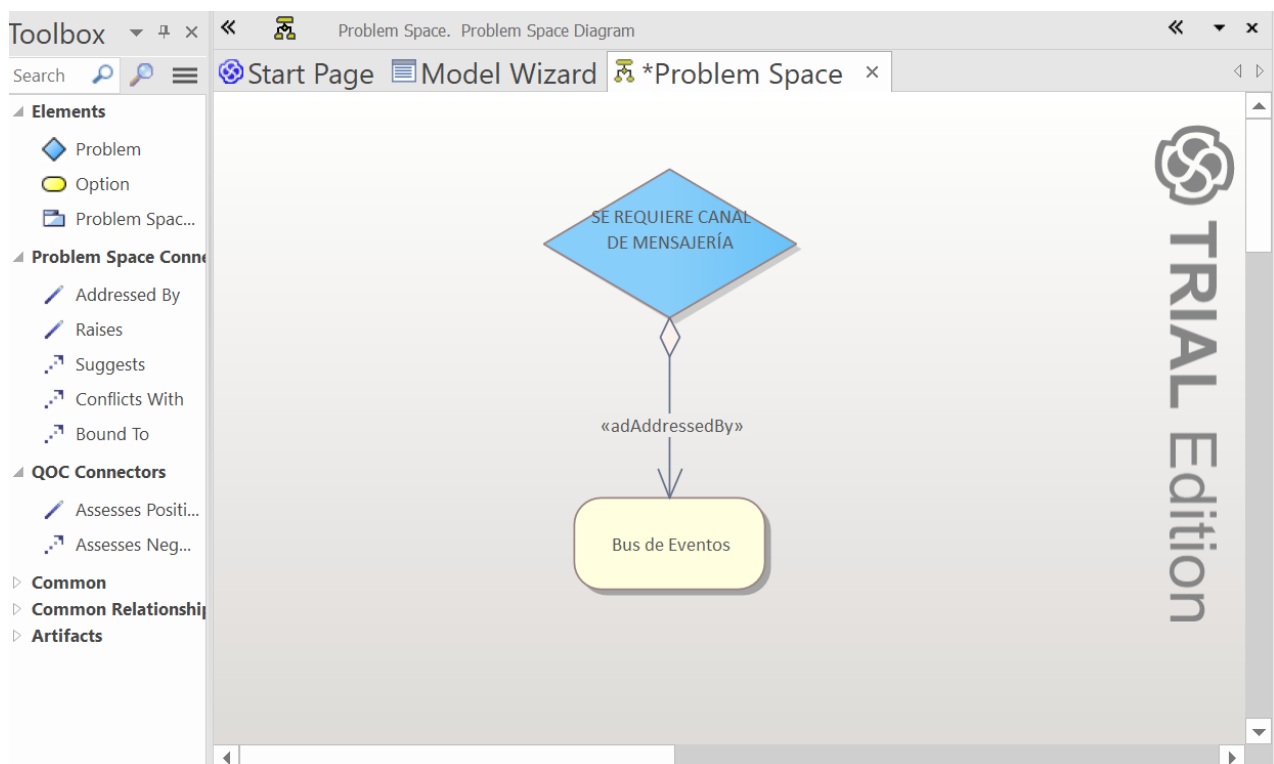 Toolbox
Problem Space. Problem Space Diagram
Search
Start Page
Model Wizard
*Problem Space
Elements
Problem
Option
Problem Spac...
Problem Space Conne
Addressed By
Raises
Suggests
Conflicts With
Bound To
QOC Connectors
Assesses Positi...
Assesses Neg...
Common
Common Relationship
Artifacts
SE REQUIERE CANAL
DE MENSAJERÍA
«adAddressedBy»
Bus de Eventos
TRIAL Edition